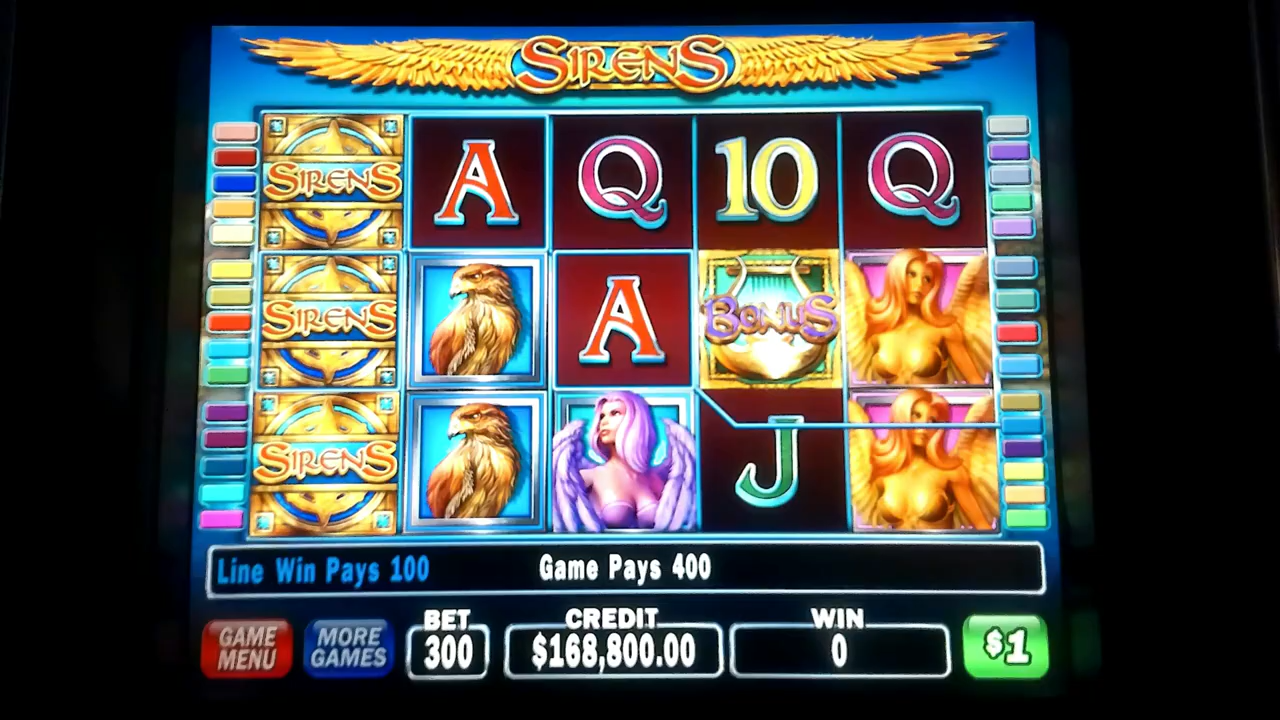 SIRENS
SIRENS A Q 10 Q
SIRENS A BONUS
SIRENS J
Line Win Pays 100 Game Pays 400
BET CREDIT WIN
GAME MENU MORE GAMES 300 $168,800.00 0 $1